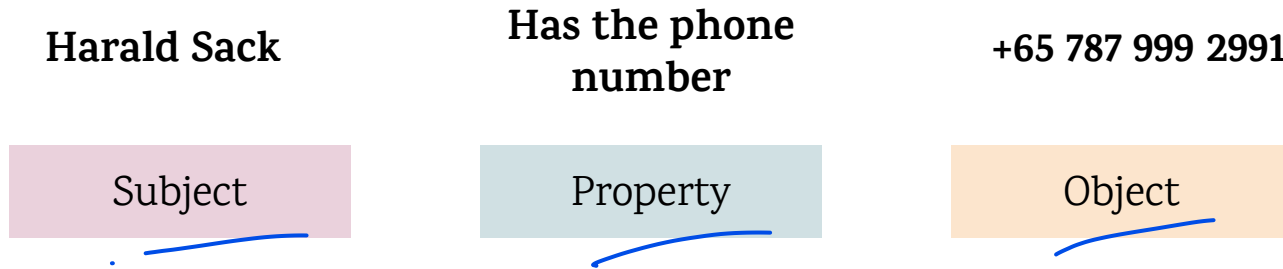 Harald Sack
Has the phone
number
+65 787 999 2991
Subject
Property
Object